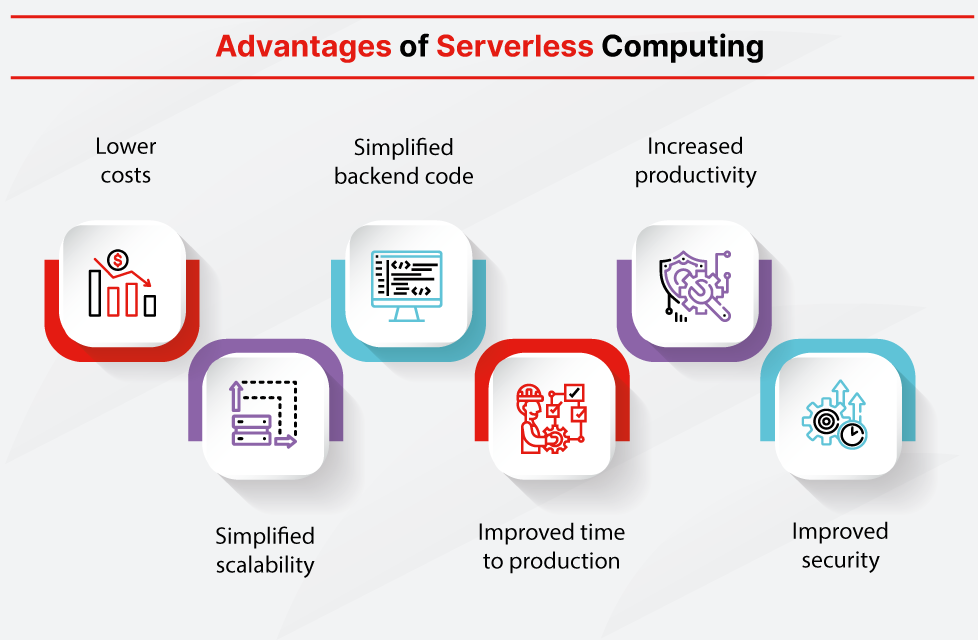 Advantages of Serverless Computing
Lower
costs
Simplified
backend code
Increased
productivity
$
Simplified
scalability
Improved time
to production
Improved
security